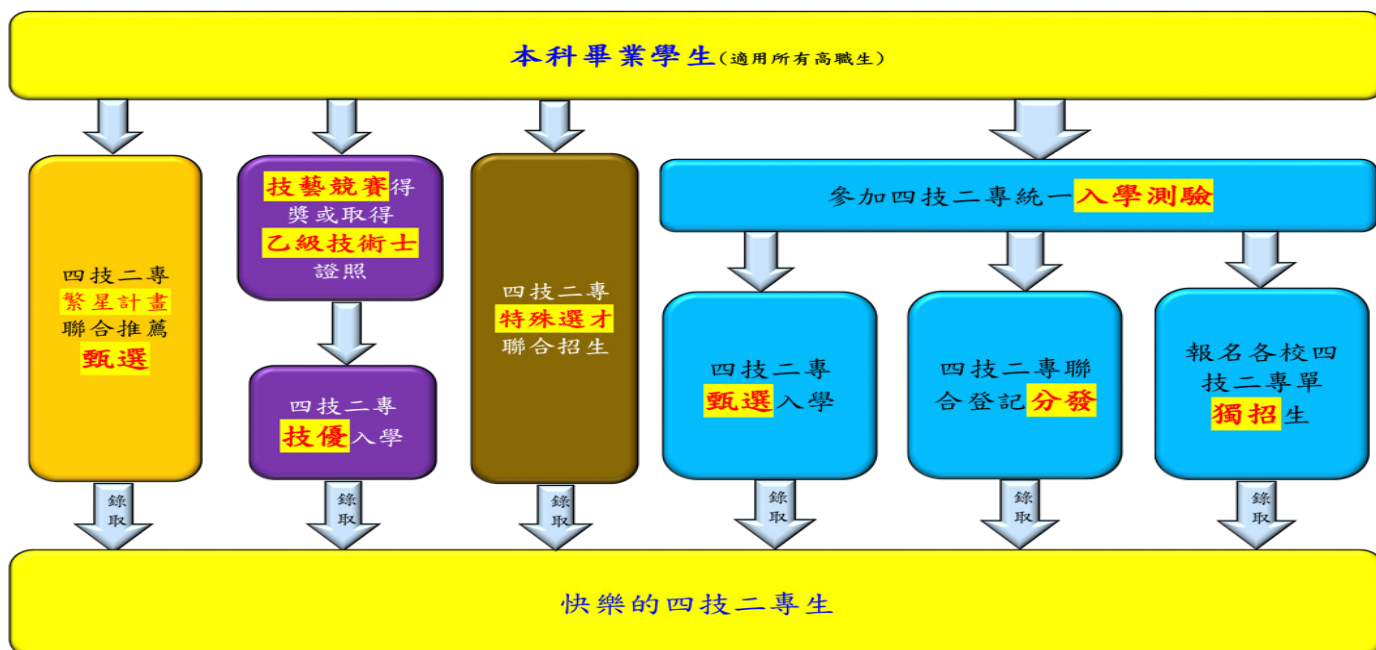 本科畢業學生(適用所有高職生)
四技二專
繁星計畫
聯合推薦
甄選
技藝競賽得
獎或取得
乙級技術士
證照
四技二專
技優入學
四技二專
特殊選才
聯合招生
參加四技二專統一入學測驗
四技二專
甄選入學
四技二專聯
合登記分發
報名各校四
技二專單
獨招生
錄
取
錄
取
錄
取
錄
取
錄
取
錄
取
快樂的四技二專生